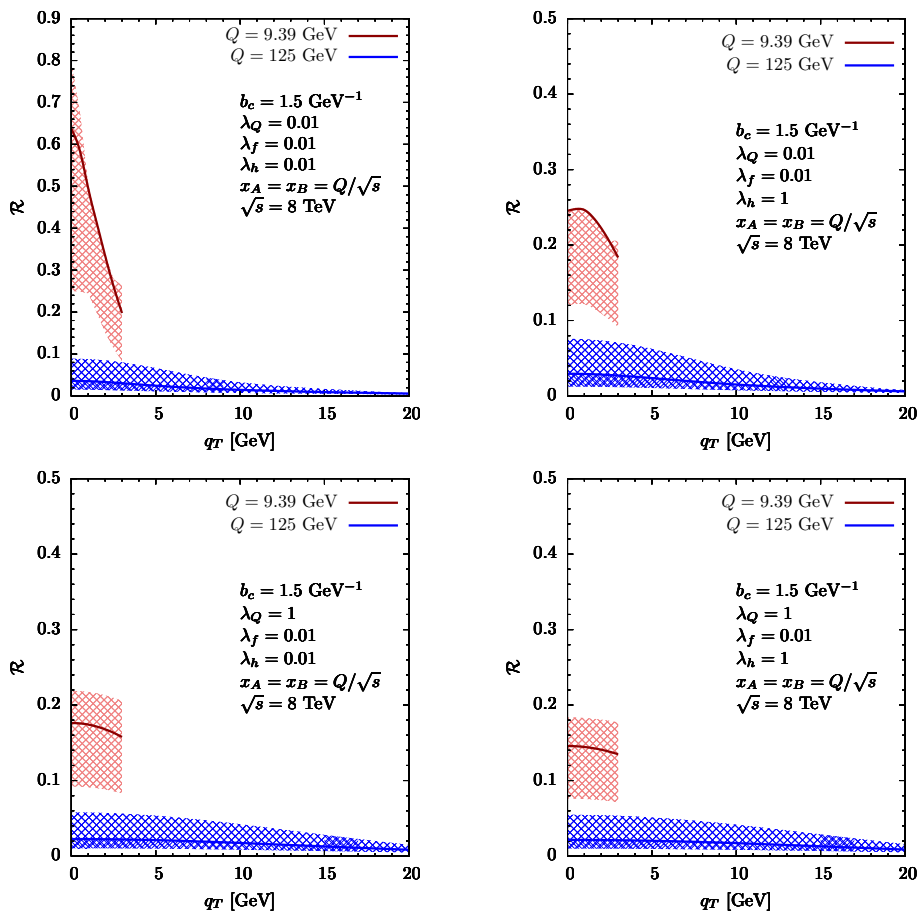 0.9
0.8
0.7
0.6
0.5
0.4
0.3
0.2
0.1
0
ℛ
Q = 9.39 GeV
Q = 125 GeV
b_c = 1.5 GeV⁻¹
λ_Q = 0.01
λ_f = 0.01
λ_h = 0.01
x_A = x_B = Q/√s
√s = 8 TeV
0 5 10 15 20
q_T [GeV]
0.5
0.4
0.3
0.2
0.1
0
ℛ
Q = 9.39 GeV
Q = 125 GeV
b_c = 1.5 GeV⁻¹
λ_Q = 0.01
λ_f = 0.01
λ_h = 1
x_A = x_B = Q/√s
√s = 8 TeV
0 5 10 15 20
q_T [GeV]
0.5
0.4
0.3
0.2
0.1
0
ℛ
Q = 9.39 GeV
Q = 125 GeV
b_c = 1.5 GeV⁻¹
λ_Q = 1
λ_f = 0.01
λ_h = 0.01
x_A = x_B = Q/√s
√s = 8 TeV
0 5 10 15 20
q_T [GeV]
0.5
0.4
0.3
0.2
0.1
0
ℛ
Q = 9.39 GeV
Q = 125 GeV
b_c = 1.5 GeV⁻¹
λ_Q = 1
λ_f = 0.01
λ_h = 1
x_A = x_B = Q/√s
√s = 8 TeV
0 5 10 15 20
q_T [GeV]